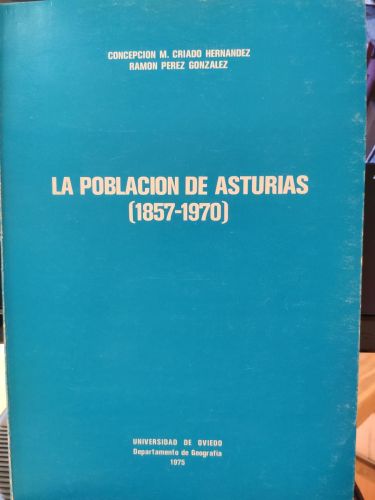 CONCEPCION M. CRIADO HERNANDEZ
RAMON PEREZ GONZALEZ
LA POBLACION DE ASTURIAS
(1857-1970)
UNIVERSIDAD DE OVIEDO
Departamento de Geografía
1975